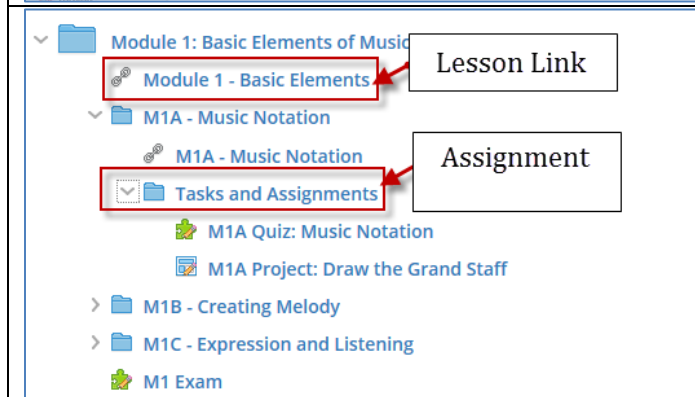 Module 1: Basic Elements of Music
Lesson Link
Module 1 - Basic Elements
M1A - Music Notation
M1A - Music Notation
Assignment
Tasks and Assignments
M1A Quiz: Music Notation
M1A Project: Draw the Grand Staff
M1B - Creating Melody
M1C - Expression and Listening
M1 Exam